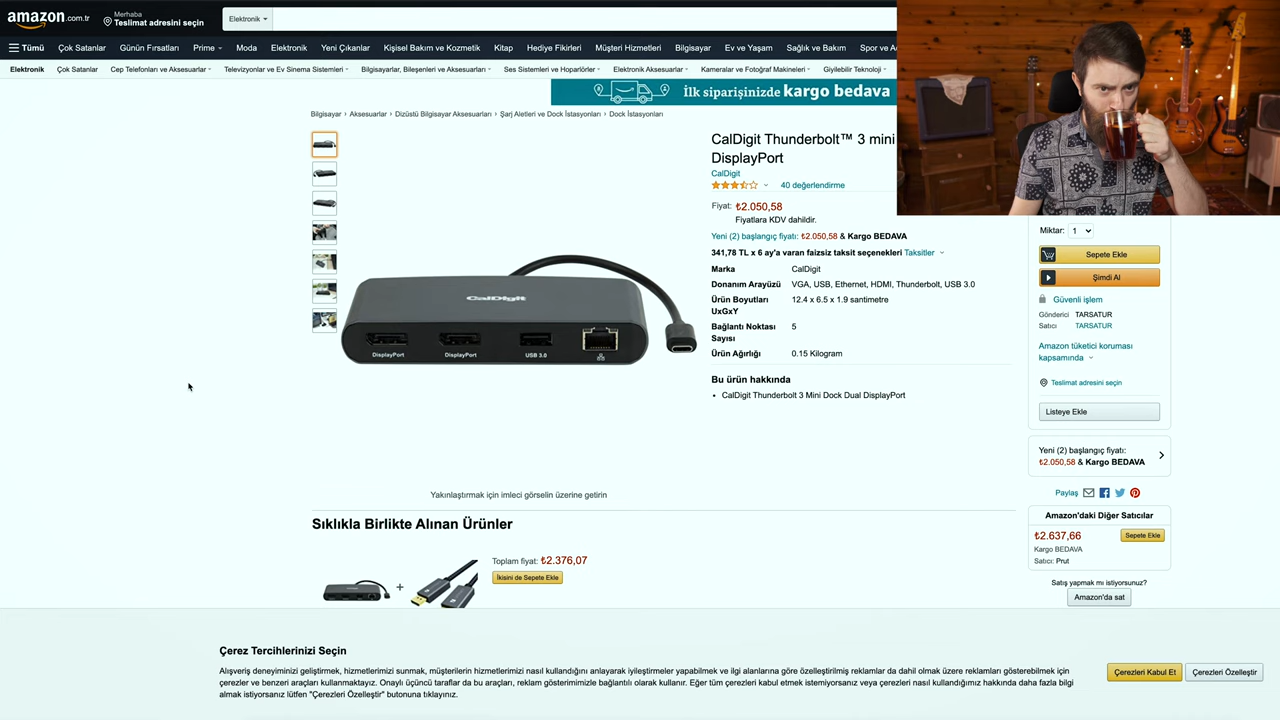 amazon.com.tr
Merhaba
Teslimat adresini seçin
Elektronik
Tümü Çok Satanlar Günün Fırsatları Prime Moda Elektronik Yeni Çıkanlar Kişisel Bakım ve Kozmetik Kitap Hediye Fikirleri Müşteri Hizmetleri Bilgisayar Ev ve Yaşam Sağlık ve Bakım Spor ve A
Elektronik Çok Satanlar Cep Telefonları ve Aksesuarlar Televizyonlar ve Ev Sinema Sistemleri Bilgisayarlar, Bileşenleri ve Aksesuarları Ses Sistemleri ve Hoparlörler Elektronik Aksesuarlar Kameralar ve Fotoğraf Makineleri Giyilebilir Teknoloji
İlk siparişinizde kargo bedava
Bilgisayar › Aksesuarlar › Dizüstü Bilgisayar Aksesuarları › Şarj Aletleri ve Dock İstasyonları › Dock İstasyonları
CalDigit Thunderbolt™ 3 mini
DisplayPort
CalDigit
40 değerlendirme
Fiyat: ₺2.050,58
Fiyatlara KDV dahildir.
Yeni (2) başlangıç fiyatı: ₺2.050,58 & Kargo BEDAVA
341,78 TL x 6 ay'a varan faizsiz taksit seçenekleri Taksitler
Marka CalDigit
Donanım Arayüzü VGA, USB, Ethernet, HDMI, Thunderbolt, USB 3.0
Ürün Boyutları 12.4 x 6.5 x 1.9 santimetre
UxGxY
Bağlantı Noktası 5
Sayısı
Ürün Ağırlığı 0.15 Kilogram
Bu ürün hakkında
• CalDigit Thunderbolt 3 Mini Dock Dual DisplayPort
CalDigit
DisplayPort DisplayPort USB 3.0
Yakınlaştırmak için imleci görselin üzerine getirin
Miktar: 1
Sepete Ekle
Şimdi Al
Güvenli işlem
Gönderici TARSATUR
Satıcı TARSATUR
Amazon tüketici koruması
kapsamında
Teslimat adresini seçin
Listeye Ekle
Yeni (2) başlangıç fiyatı:
₺2.050,58 & Kargo BEDAVA
Paylaş
Amazon'daki Diğer Satıcılar
₺2.637,66 Sepete Ekle
Kargo BEDAVA
Satıcı: Prut
Satış yapmak mı istiyorsunuz?
Amazon'da sat
Sıklıkla Birlikte Alınan Ürünler
+
Toplam fiyat: ₺2.376,07
İkisini de Sepete Ekle
Çerez Tercihlerinizi Seçin
Alışveriş deneyiminizi geliştirmek, hizmetlerimizi sunmak, müşterilerin hizmetlerimizi nasıl kullandığını anlayarak iyileştirmeler yapabilmek ve ilgi alanlarına göre özelleştirilmiş reklamlar da dahil olmak üzere reklamları gösterebilmek için
çerezler ve benzeri araçları kullanmaktayız. Onaylı üçüncü taraflar da bu araçları, reklam gösterimimizle bağlantılı olarak kullanır. Eğer tüm çerezleri kabul etmek istemiyorsanız veya çerezleri nasıl kullandığımız hakkında daha fazla bilgi
almak istiyorsanız lütfen "Çerezleri Özelleştir" butonuna tıklayınız.
Çerezleri Kabul Et
Çerezleri Özelleştir